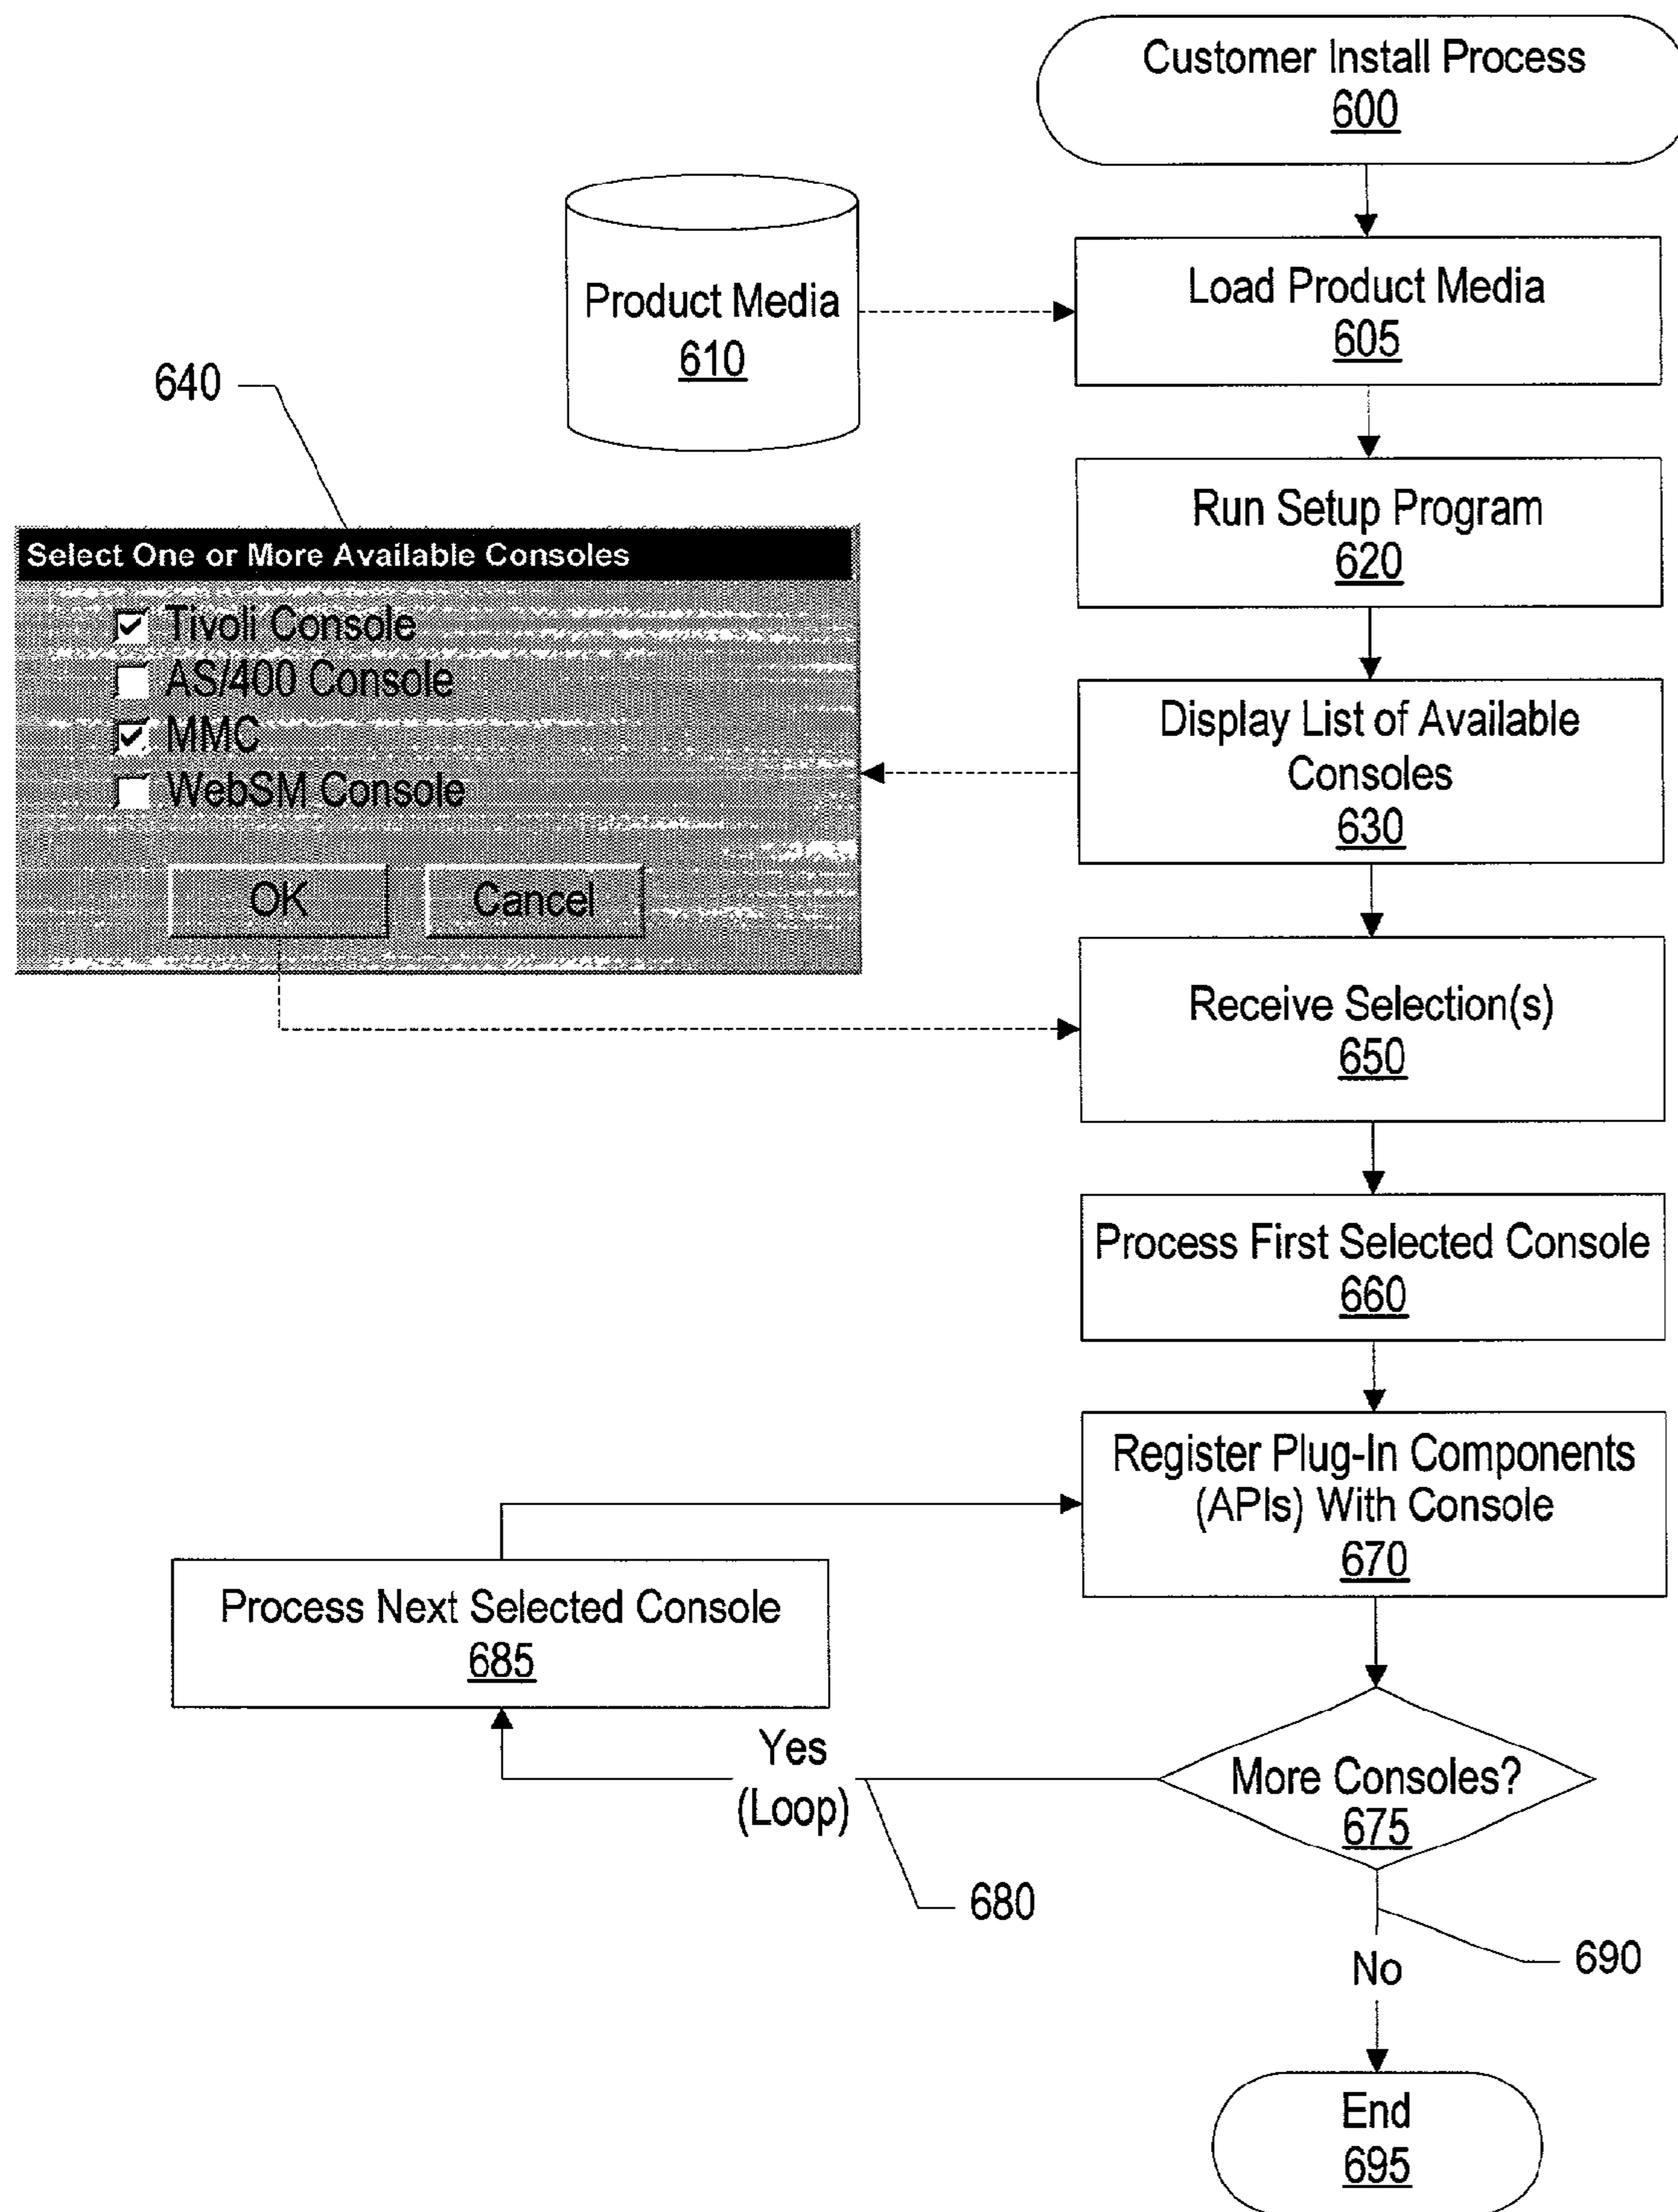 Customer Install Process
600
Product Media
610
Load Product Media
605
640
Run Setup Program
620
Select One or More Available Consoles
Tivoli Console
AS/400 Console
MMC
WebSM Console
OK
Cancel
Display List of Available
Consoles
630
Receive Selection(s)
650
Process First Selected Console
660
Register Plug-In Components
(APIs) With Console
670
Process Next Selected Console
685
Yes
(Loop)
More Consoles?
675
680
690
No
End
695